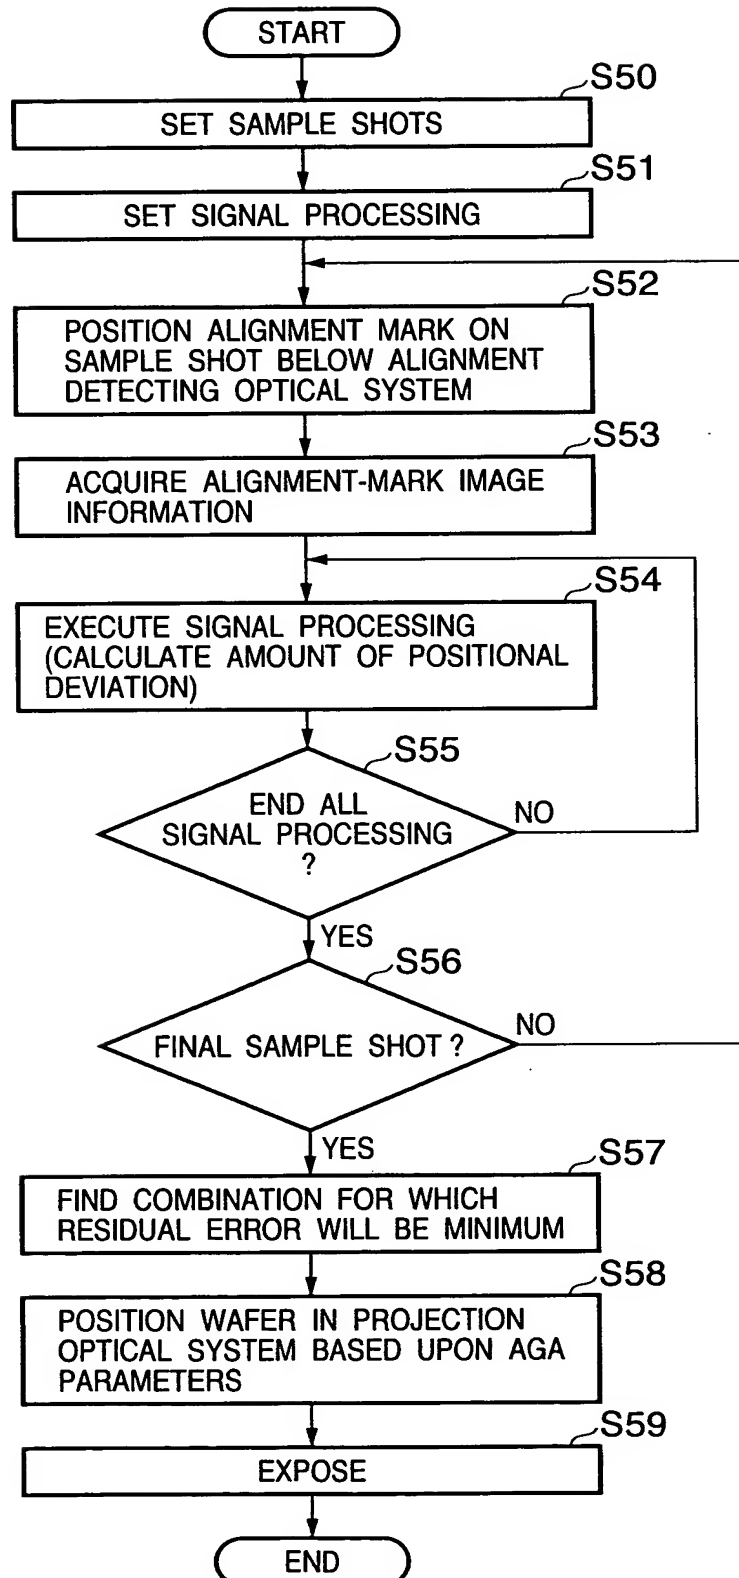 START
S50
SET SAMPLE SHOTS
S51
SET SIGNAL PROCESSING
S52
POSITION ALIGNMENT MARK ON
SAMPLE SHOT BELOW ALIGNMENT
DETECTING OPTICAL SYSTEM
S53
ACQUIRE ALIGNMENT-MARK IMAGE
INFORMATION
S54
EXECUTE SIGNAL PROCESSING
(CALCULATE AMOUNT OF POSITIONAL
DEVIATION)
S55
END ALL
SIGNAL PROCESSING
?
NO
YES
S56
FINAL SAMPLE SHOT ?
NO
YES
S57
FIND COMBINATION FOR WHICH
RESIDUAL ERROR WILL BE MINIMUM
S58
POSITION WAFER IN PROJECTION
OPTICAL SYSTEM BASED UPON AGA
PARAMETERS
S59
EXPOSE
END